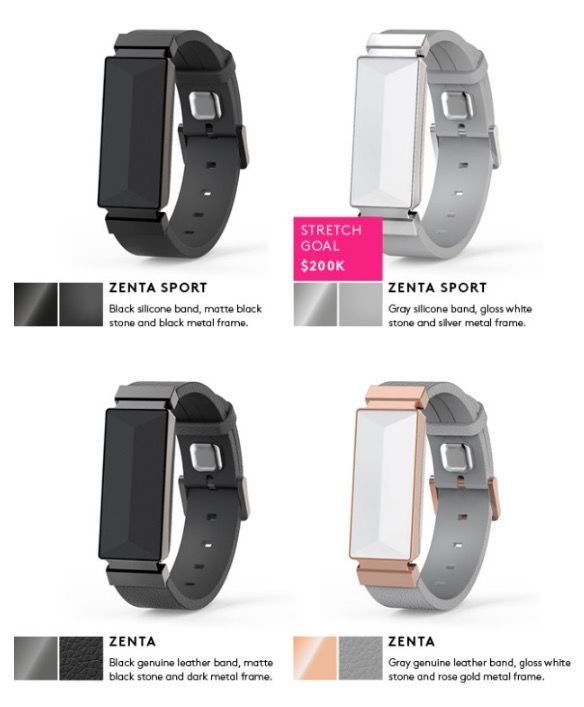 STRETCH
GOAL
$200K
ZENTA SPORT
Black silicone band, matte black
stone and black metal frame.
ZENTA SPORT
Gray silicone band, gloss white
stone and silver metal frame.
ZENTA
Black genuine leather band, matte
black stone and dark metal frame.
ZENTA
Gray genuine leather band, gloss white
stone and rose gold metal frame.